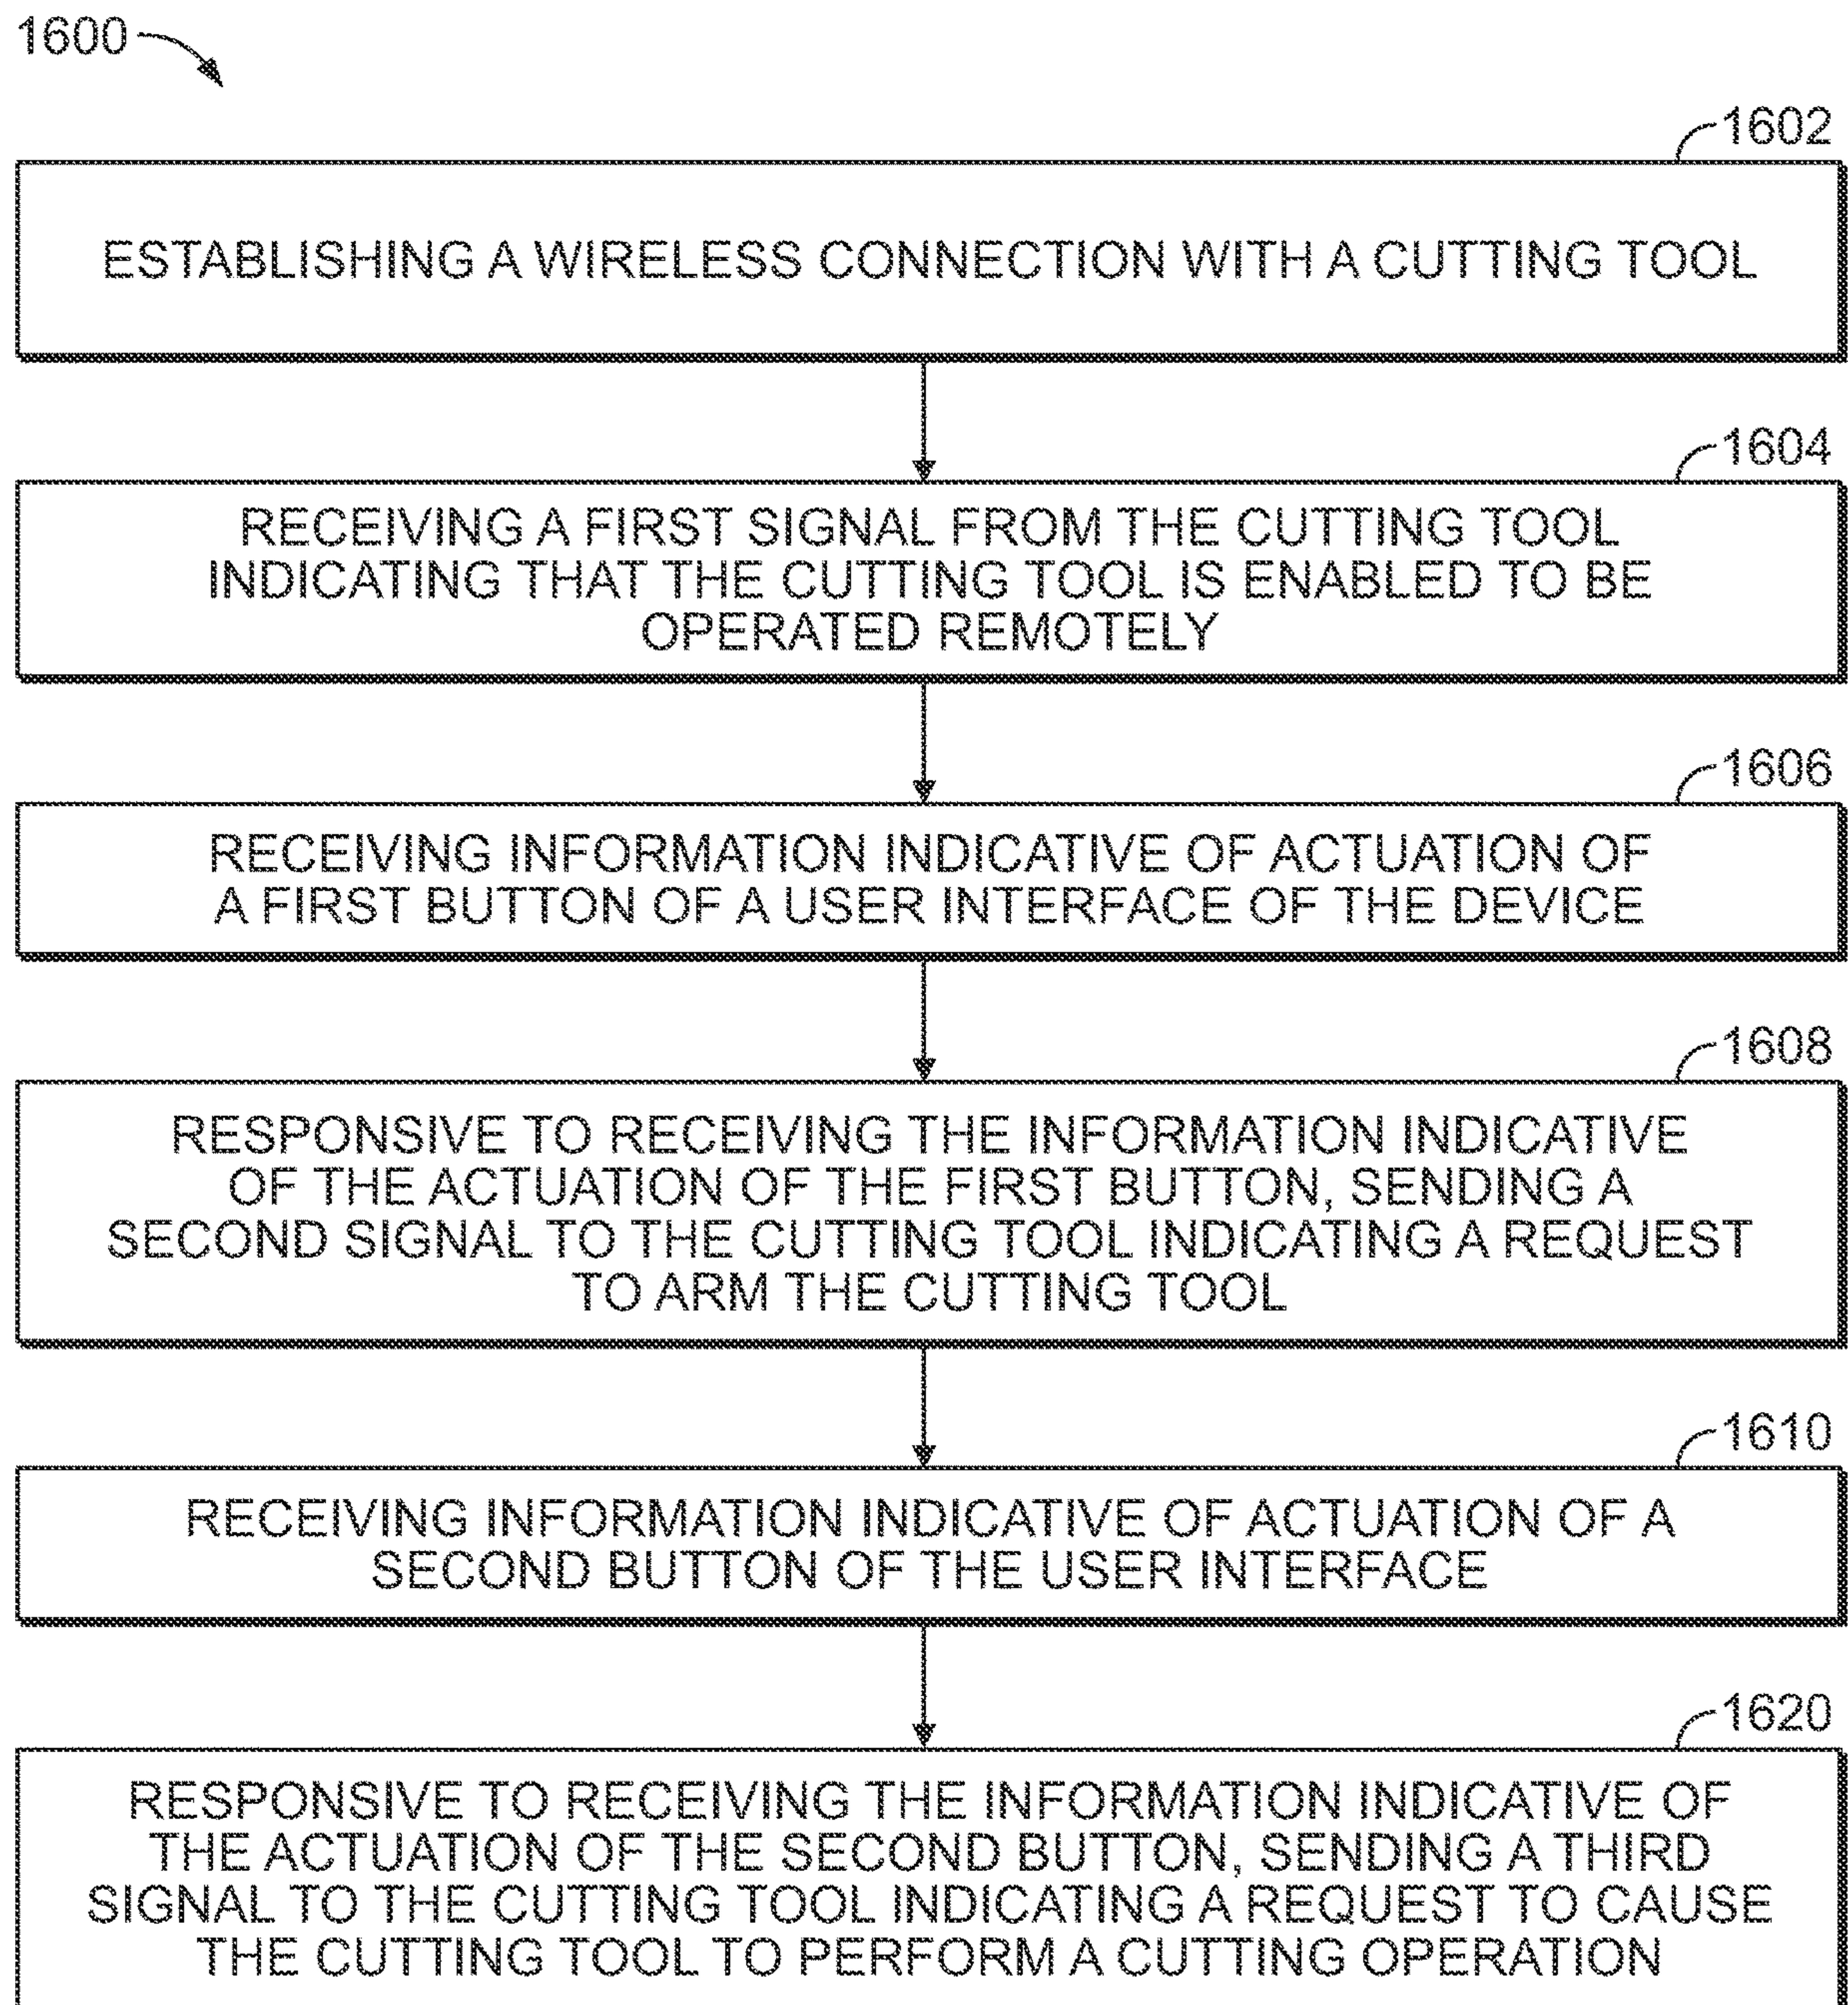 1600
1602
ESTABLISHING A WIRELESS CONNECTION WITH A CUTTING TOOL
1604
RECEIVING A FIRST SIGNAL FROM THE CUTTING TOOL
INDICATING THAT THE CUTTING TOOL IS ENABLED TO BE
OPERATED REMOTELY
1606
RECEIVING INFORMATION INDICATIVE OF ACTUATION OF
A FIRST BUTTON OF A USER INTERFACE OF THE DEVICE
1608
RESPONSIVE TO RECEIVING THE INFORMATION INDICATIVE
OF THE ACTUATION OF THE FIRST BUTTON, SENDING A
SECOND SIGNAL TO THE CUTTING TOOL INDICATING A REQUEST
TO ARM THE CUTTING TOOL
1610
RECEIVING INFORMATION INDICATIVE OF ACTUATION OF A
SECOND BUTTON OF THE USER INTERFACE
1620
RESPONSIVE TO RECEIVING THE INFORMATION INDICATIVE OF
THE ACTUATION OF THE SECOND BUTTON, SENDING A THIRD
SIGNAL TO THE CUTTING TOOL INDICATING A REQUEST TO CAUSE
THE CUTTING TOOL TO PERFORM A CUTTING OPERATION